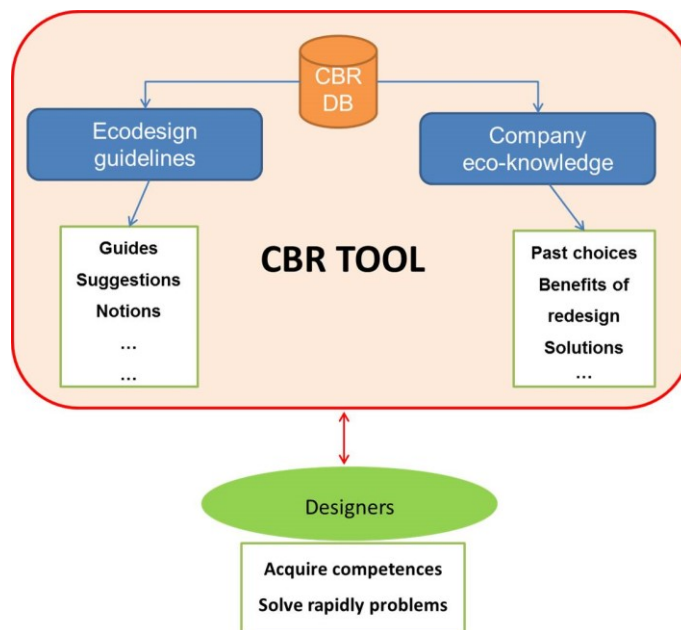 CBR
DB
Ecodesign
guidelines
Company
eco-knowledge
Guides
Suggestions
Notions
...
...
CBR TOOL
Past choices
Benefits of
redesign
Solutions
...
Designers
Acquire competences
Solve rapidly problems